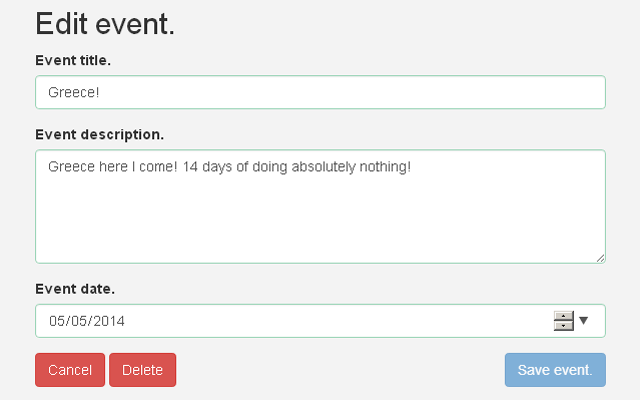 Edit event.
Event title.
Greece!
Event description.
Greece here I come! 14 days of doing absolutely nothing!
Event date.
05/05/2014
Cancel Delete Save event.